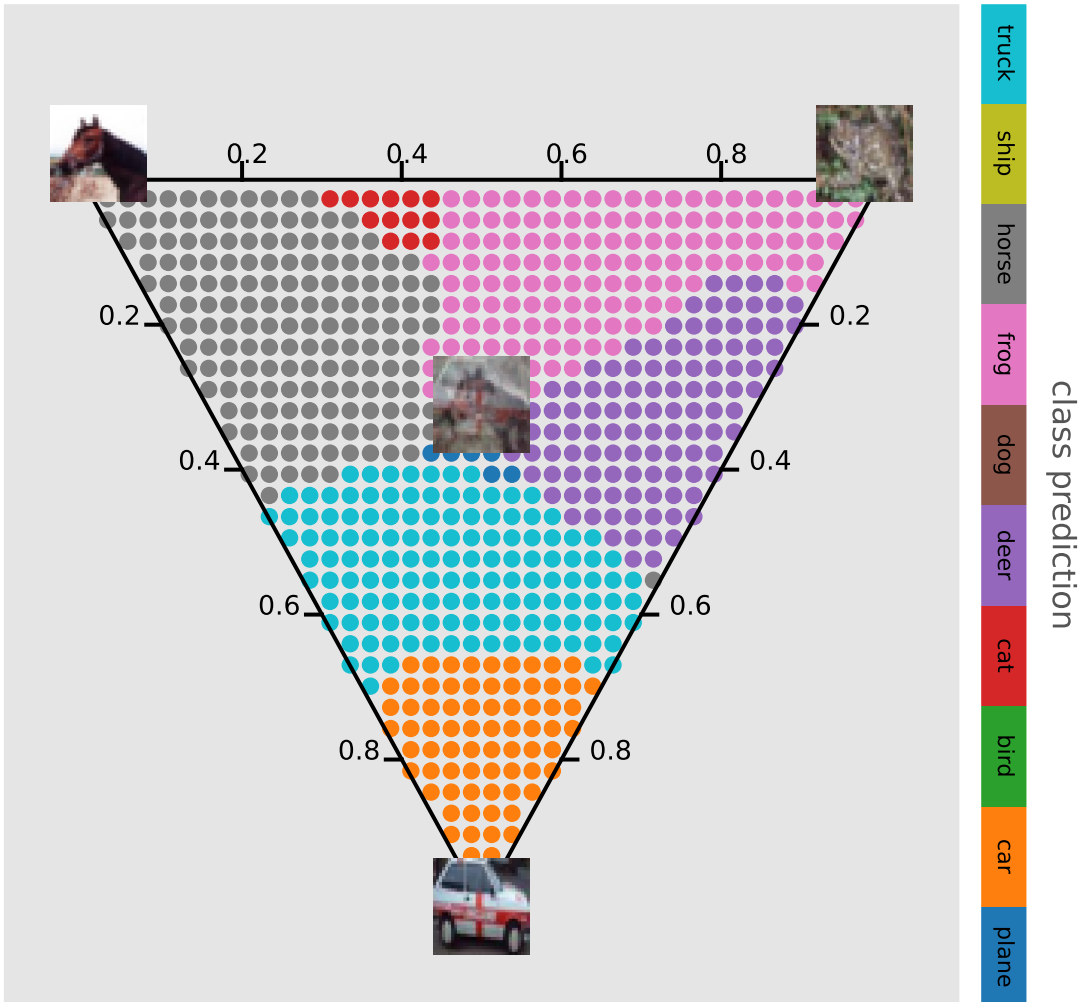 0.2 0.4 0.6 0.8
0.2 0.2
0.4 0.4
0.6 0.6
0.8 0.8
truck
ship
horse
frog
dog
deer
cat
bird
car
plane
class prediction